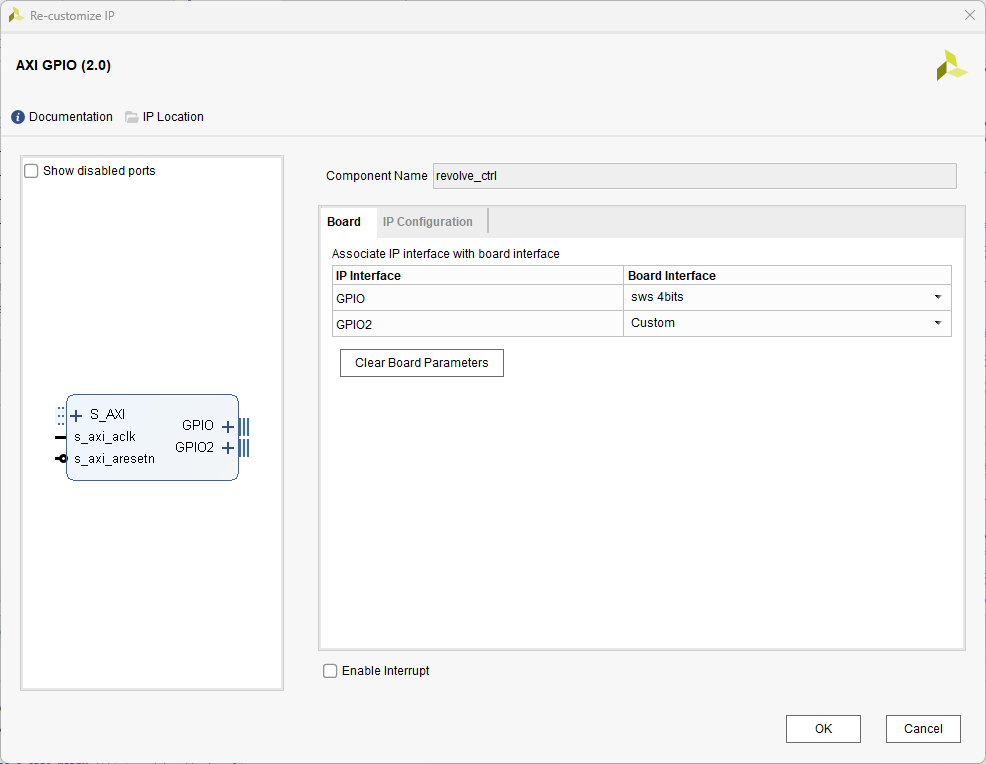 Re-customize IP
AXI GPIO (2.0)
Documentation IP Location
Show disabled ports
S_AXI
s_axi_aclk
s_axi_aresetn
GPIO
GPIO2
Component Name revolve_ctrl
Board IP Configuration
Associate IP interface with board interface
IP Interface Board Interface
GPIO sws 4bits
GPIO2 Custom
Clear Board Parameters
Enable Interrupt
OK Cancel